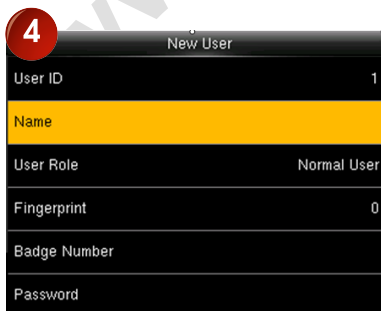 4
New User
User ID 1
Name
User Role Normal User
Fingerprint 0
Badge Number
Password